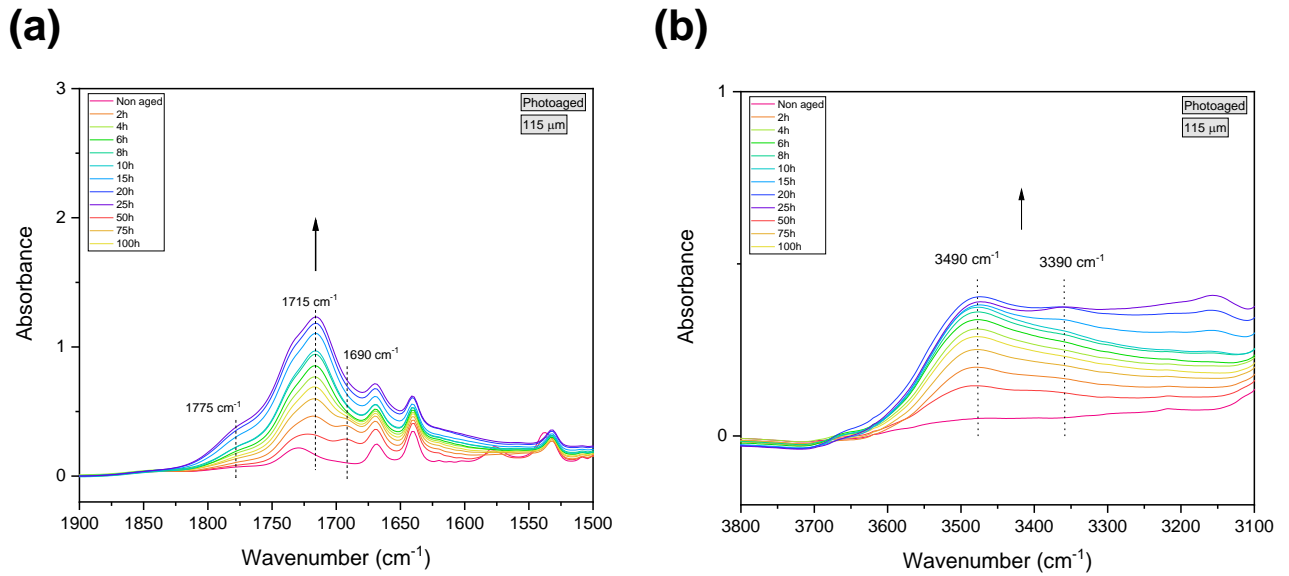 (a)
Absorbance
3
2
1
0
Non aged
2h
4h
6h
8h
10h
15h
20h
25h
50h
75h
100h
Photoaged
115 μm
1715 cm⁻¹
1690 cm⁻¹
1775 cm⁻¹
1900 1850 1800 1750 1700 1650 1600 1550 1500
Wavenumber (cm⁻¹)
(b)
Absorbance
1
0
Non aged
2h
4h
6h
8h
10h
15h
20h
25h
50h
75h
100h
Photoaged
115 μm
3490 cm⁻¹ 3390 cm⁻¹
3800 3700 3600 3500 3400 3300 3200 3100
Wavenumber (cm⁻¹)